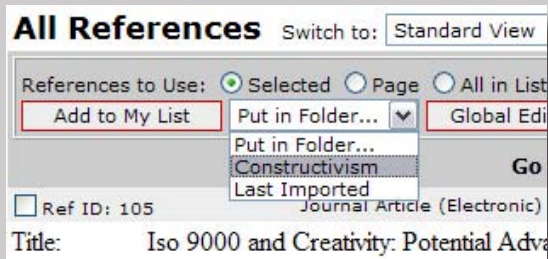 All References Switch to: Standard View
References to Use: Selected Page All in List
Add to My List Put in Folder... Global Edi
Put in Folder...
Constructivism Go
Last Imported
Ref ID: 105 Journal Article (Electronic)
Title: Iso 9000 and Creativity: Potential Adva